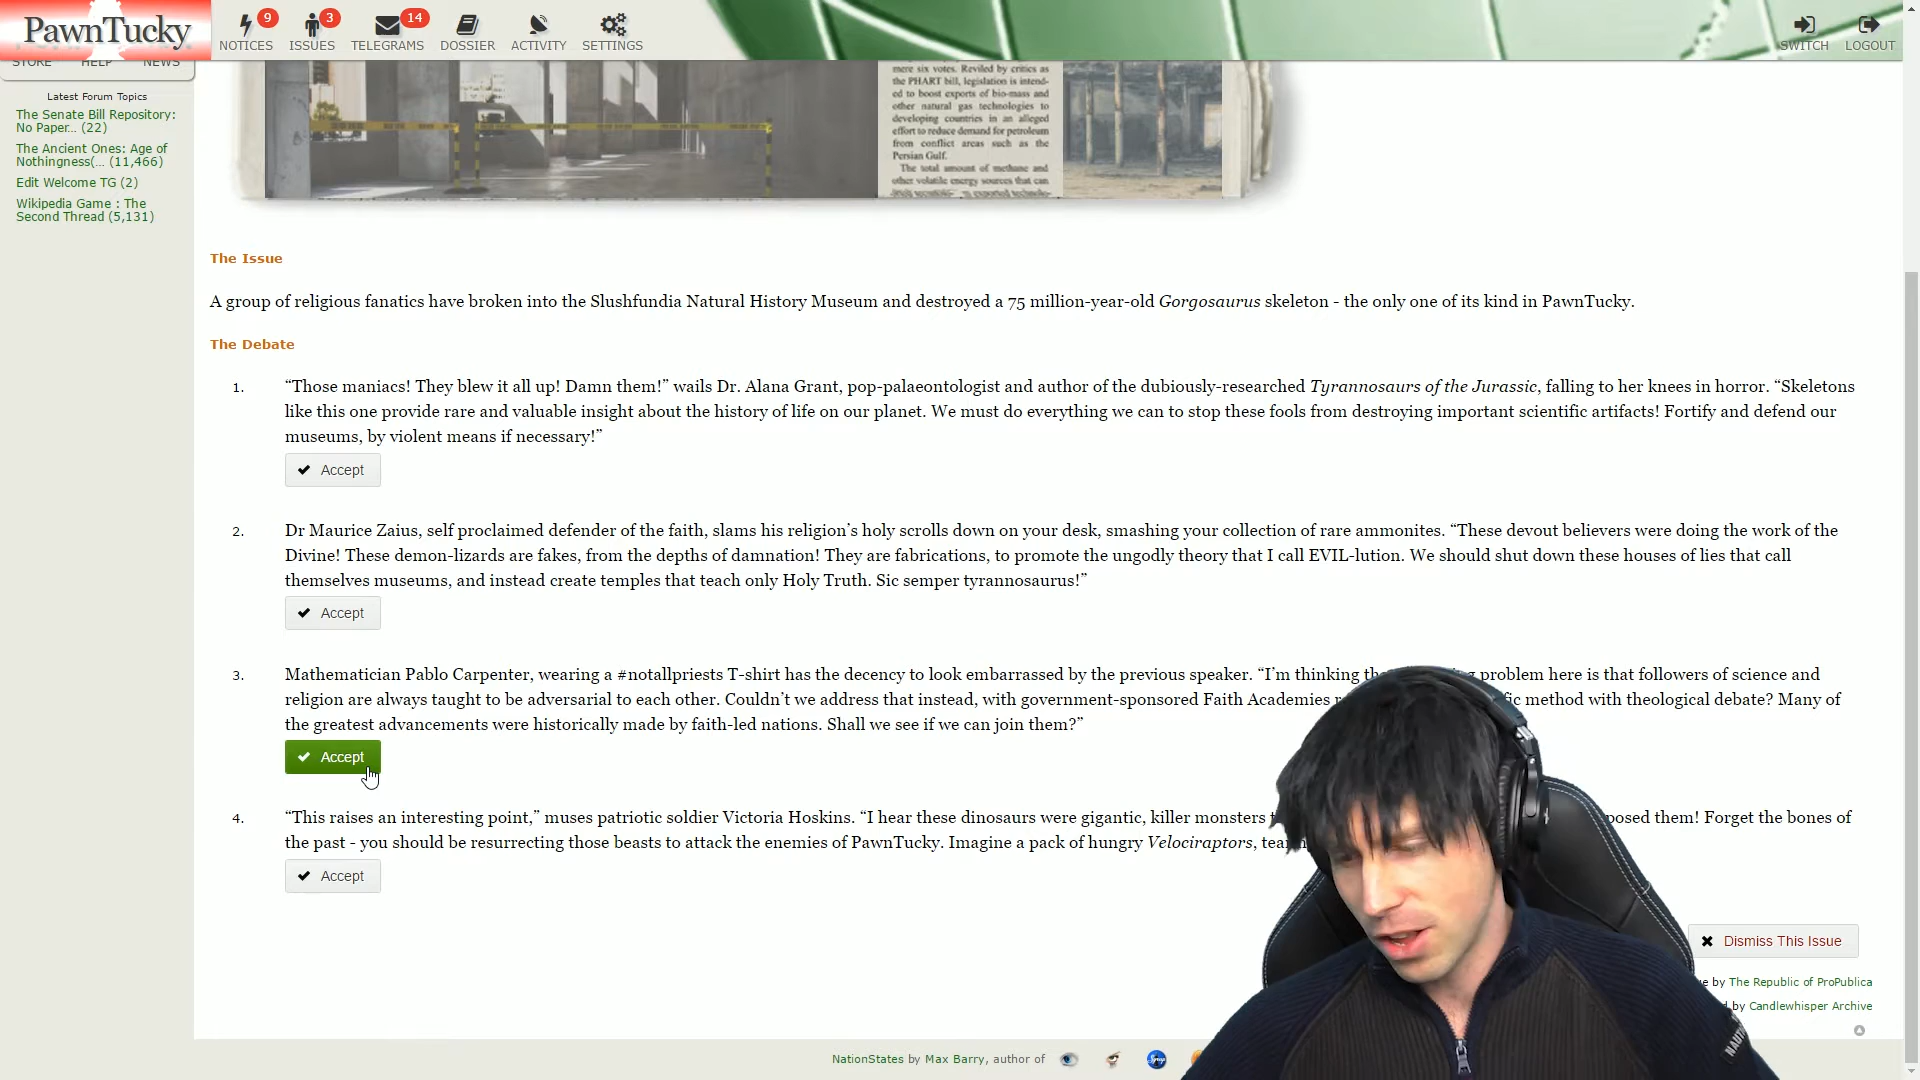 PawnTucky
9
NOTICES
3
ISSUES
14
TELEGRAMS
DOSSIER
ACTIVITY
SETTINGS
SWITCH
LOGOUT
STORE HELP NEWS
Latest Forum Topics
The Senate Bill Repository:
No Paper... (22)
The Ancient Ones: Age of
Nothingness(... (11,466)
Edit Welcome TG (2)
Wikipedia Game : The
Second Thread (5,131)
mere six votes. Reviled by critics as
the PHART bill, legislation is intend-
ed to boost exports of bio-mass and
other natural gas technologies to
developing countries in an alleged
effort to reduce demand for petroleum
from conflict areas such as the
Persian Gulf.
The total amount of methane and
other volatile energy sources that can
The Issue
A group of religious fanatics have broken into the Slushfundia Natural History Museum and destroyed a 75 million-year-old Gorgosaurus skeleton - the only one of its kind in PawnTucky.
The Debate
1. “Those maniacs! They blew it all up! Damn them!” wails Dr. Alana Grant, pop-palaeontologist and author of the dubiously-researched Tyrannosaurs of the Jurassic, falling to her knees in horror. “Skeletons
like this one provide rare and valuable insight about the history of life on our planet. We must do everything we can to stop these fools from destroying important scientific artifacts! Fortify and defend our
museums, by violent means if necessary!”
Accept
2. Dr Maurice Zaius, self proclaimed defender of the faith, slams his religion’s holy scrolls down on your desk, smashing your collection of rare ammonites. “These devout believers were doing the work of the
Divine! These demon-lizards are fakes, from the depths of damnation! They are fabrications, to promote the ungodly theory that I call EVIL-lution. We should shut down these houses of lies that call
themselves museums, and instead create temples that teach only Holy Truth. Sic semper tyrannosaurus!”
Accept
3. Mathematician Pablo Carpenter, wearing a #notallpriests T-shirt has the decency to look embarrassed by the previous speaker. “I’m thinking problem here is that followers of science and
religion are always taught to be adversarial to each other. Couldn’t we address that instead, with government-sponsored Faith Academies method with theological debate? Many of
the greatest advancements were historically made by faith-led nations. Shall we see if we can join them?”
Accept
4. “This raises an interesting point,” muses patriotic soldier Victoria Hoskins. “I hear these dinosaurs were gigantic, killer monsters posed them! Forget the bones of
the past - you should be resurrecting those beasts to attack the enemies of PawnTucky. Imagine a pack of hungry Velociraptors,
Accept
Dismiss This Issue
by The Republic of ProPublica
by Candlewhisper Archive
NationStates by Max Barry, author of
NAUTI